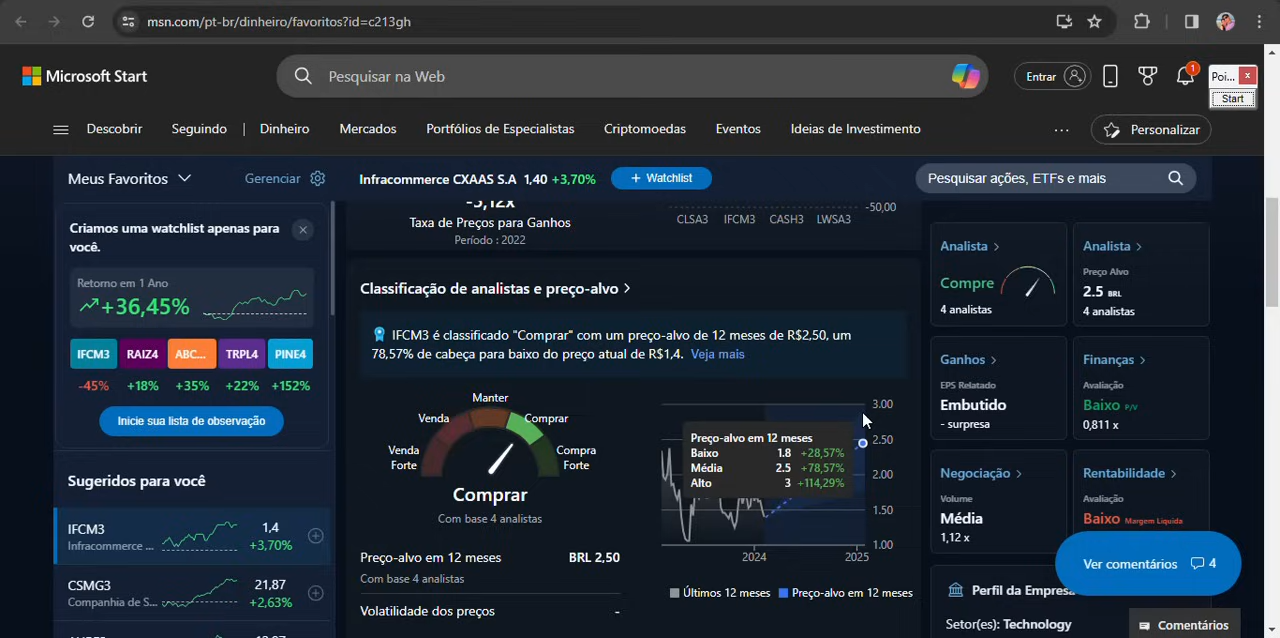 msn.com/pt-br/dinheiro/favoritos?id=c213gh
Microsoft Start
Pesquisar na Web
Entrar
1
Poi...
Start
Descobrir
Seguindo
Dinheiro
Mercados
Portfólios de Especialistas
Criptomoedas
Eventos
Ideias de Investimento
Personalizar
Meus Favoritos
Gerenciar
Infracommerce CXAAS S.A 1,40 +3,70%
+ Watchlist
Pesquisar ações, ETFs e mais
Criamos uma watchlist apenas para
você.
Retorno em 1 Ano
+36,45%
IFCM3 RAIZ4 ABC... TRPL4 PINE4
-45% +18% +35% +22% +152%
Inicie sua lista de observação
Sugeridos para você
IFCM3 1,4
Infracommerce ... +3,70%
CSMG3 21,87
Companhia de S... +2,63%
-5,12x
Taxa de Preços para Ganhos
Período : 2022
-50,00
CLSA3 IFCM3 CASH3 LWSA3
Classificação de analistas e preço-alvo >
IFCM3 é classificado "Comprar" com um preço-alvo de 12 meses de R$2,50, um
78,57% de cabeça para baixo do preço atual de R$1,4. Veja mais
Manter
Venda Comprar
Venda
Forte
Compra
Forte
Comprar
Com base 4 analistas
Preço-alvo em 12 meses BRL 2,50
Com base 4 analistas
Volatilidade dos preços -
Preço-alvo em 12 meses
Baixo 1.8 +28,57%
Média 2.5 +78,57%
Alto 3 +114,29%
3.00
2.50
2.00
1.50
1.00
2024 2025
Últimos 12 meses Preço-alvo em 12 meses
Analista >
Compre
4 analistas
Analista >
Preço Alvo
2.5 BRL
4 analistas
Ganhos >
EPS Relatado
Embutido
- surpresa
Finanças >
Avaliação
Baixo P/V
0,811 x
Negociação >
Volume
Média
1,12 x
Rentabilidade >
Avaliação
Baixo Margem Liquida
Ver comentários 4
Perfil da Empresa
Setor(es): Technology
Comentários